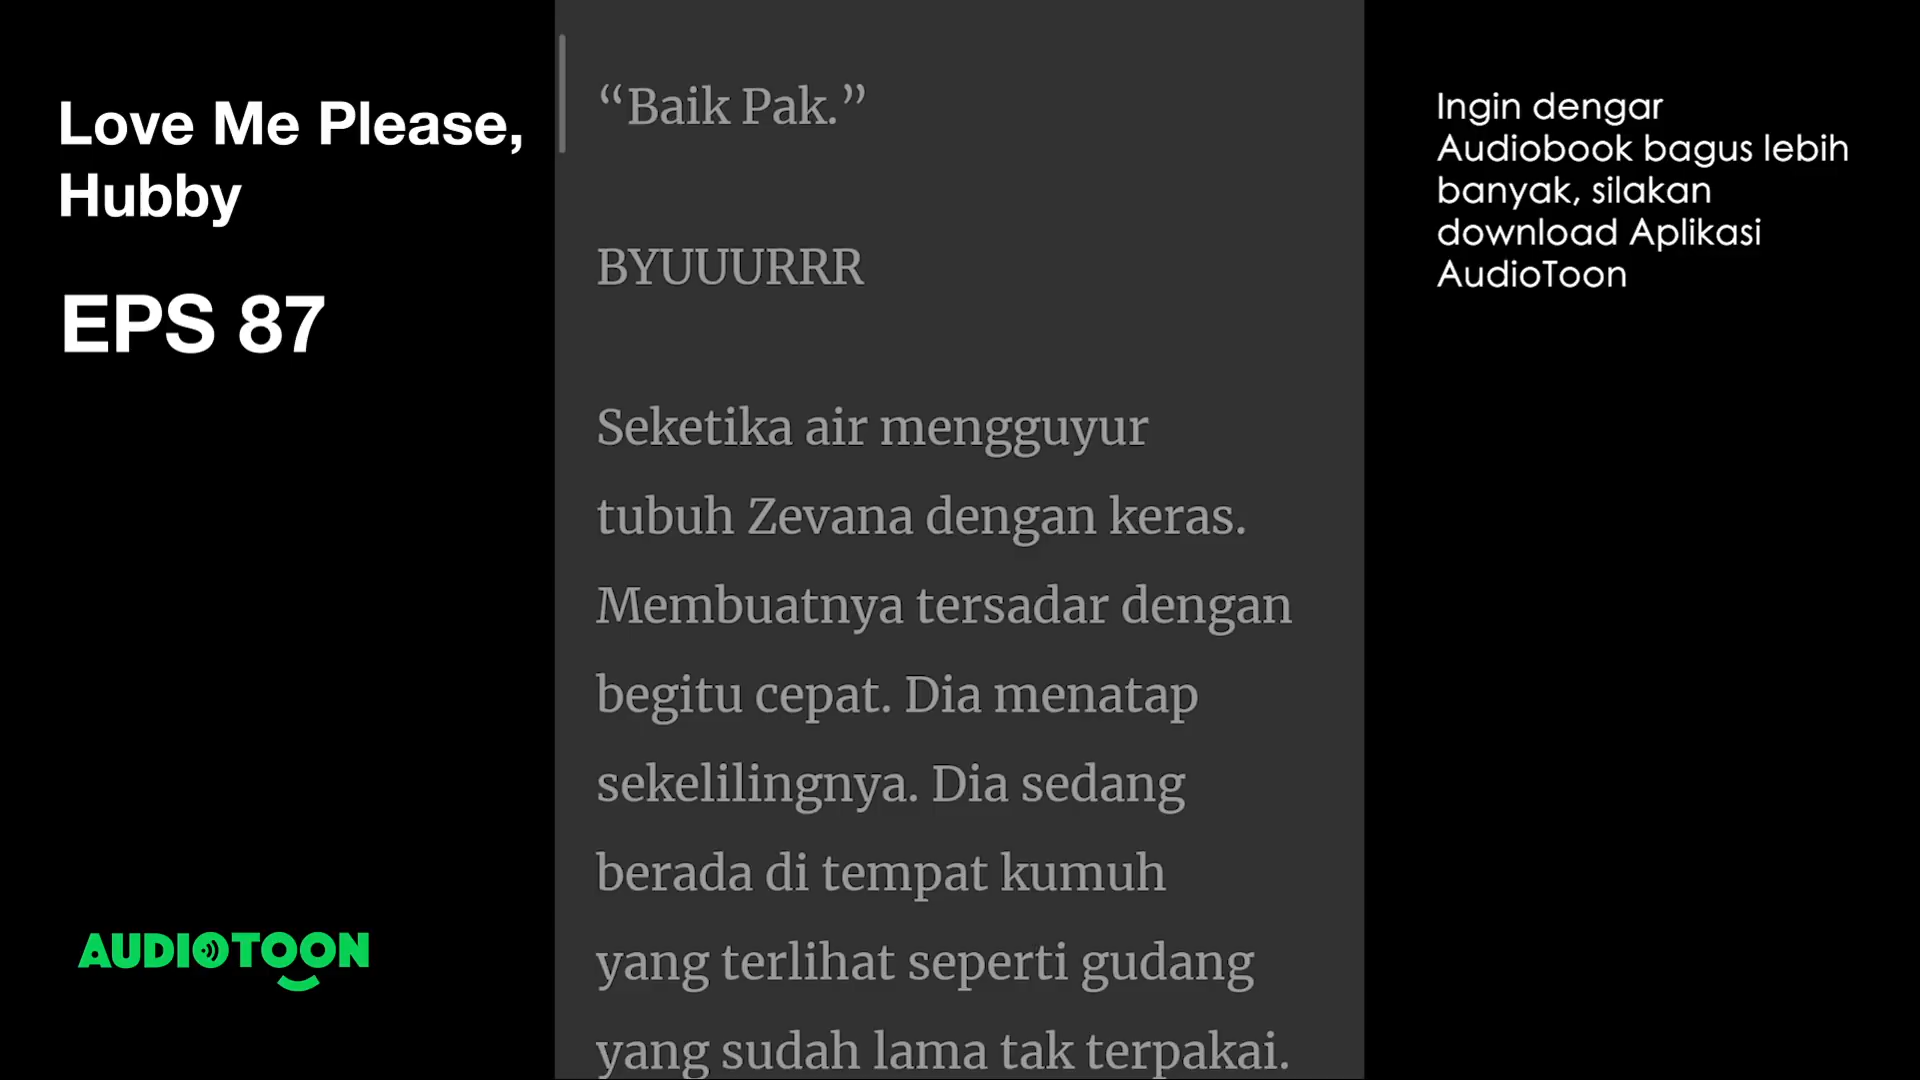 Love Me Please,
Hubby
EPS 87
AUDIOTOON
“Baik Pak.”
BYUUURRR
Seketika air mengguyur
tubuh Zevana dengan keras.
Membuatnya tersadar dengan
begitu cepat. Dia menatap
sekelilingnya. Dia sedang
berada di tempat kumuh
yang terlihat seperti gudang
yang sudah lama tak terpakai.
Ingin dengar
Audiobook bagus lebih
banyak, silakan
download Aplikasi
AudioToon